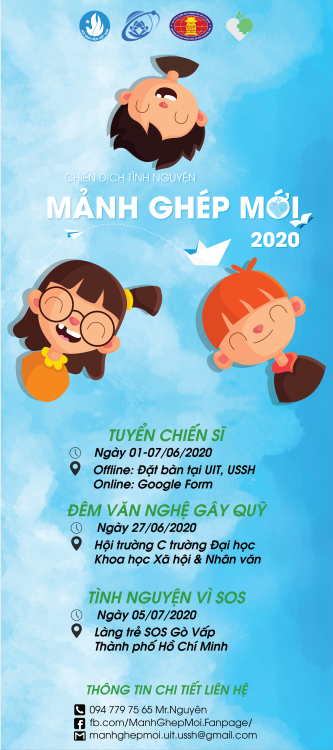 CHIẾN DỊCH TÌNH NGUYỆN
MẢNH GHÉP MỚI
2020
TUYỂN CHIẾN SĨ
Ngày 01-07/06/2020
Offline: Đặt bàn tại UIT, USSH
Online: Google Form
ĐÊM VĂN NGHỆ GÂY QUỸ
Ngày 27/06/2020
Hội trường C trường Đại học
Khoa học Xã hội & Nhân văn
TÌNH NGUYỆN VÌ SOS
Ngày 05/07/2020
Làng trẻ SOS Gò Vấp
Thành phố Hồ Chí Minh
THÔNG TIN CHI TIẾT LIÊN HỆ
094 779 75 65 Mr.Nguyên
fb.com/ManhGhepMoi.Fanpage/
manhghepmoi.uit.ussh@gmail.com